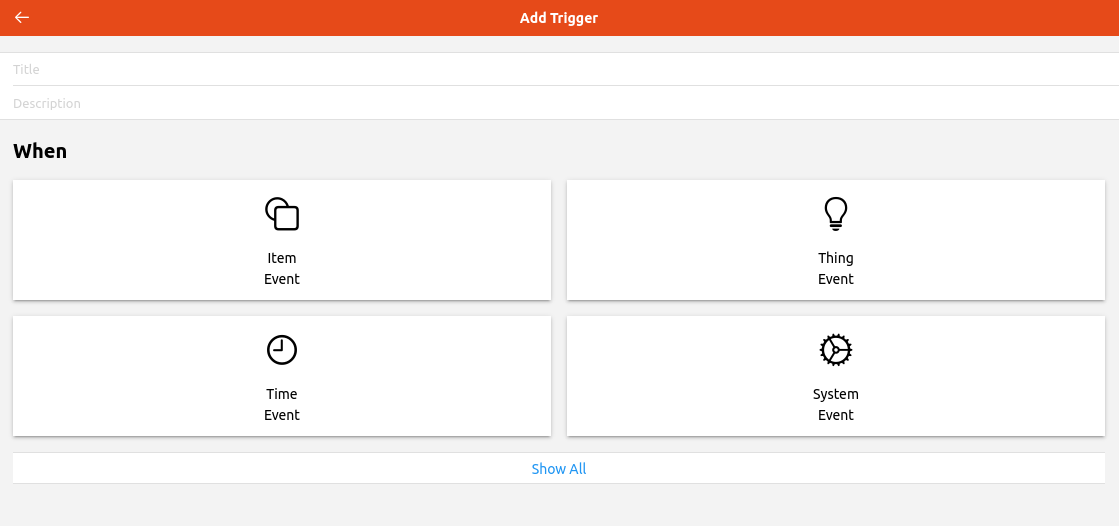 Add Trigger
Title
Description
When
Item
Event
Thing
Event
Time
Event
System
Event
Show All